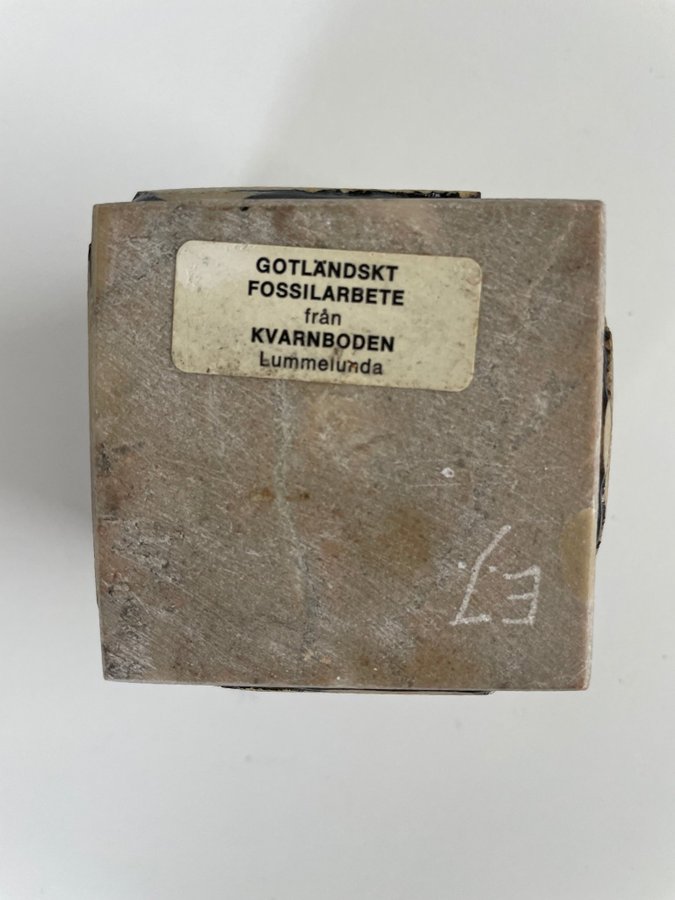 GOTLÄNDSKT
FOSSILARBETE
från
KVARNBODEN
Lummelunda
E.J.